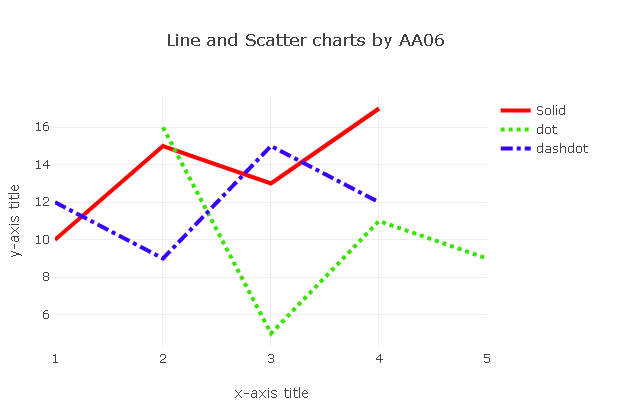 Line and Scatter charts by AA06
Solid
dot
dashdot
y-axis title
16
14
12
10
8
6
1 2 3 4 5
x-axis title